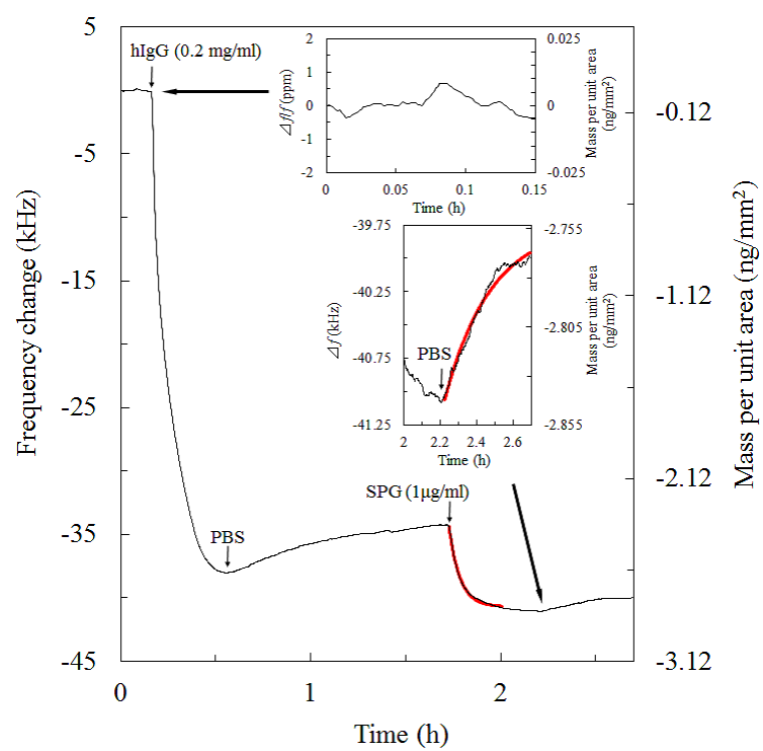 5
-5
-15
-25
-35
-45
Frequency change (kHz)
0
1
2
Time (h)
-0.12
-1.12
-2.12
-3.12
Mass per unit area (ng/mm²)
hIgG (0.2 mg/ml)
PBS
SPG (1µg/ml)
2
1
0
-1
-2
Δf/f (ppm)
0
0.05
0.1
0.15
Time (h)
0.025
0
-0.025
Mass per unit area
(ng/mm²)
-39.75
-40.25
-40.75
-41.25
Δf (kHz)
PBS
2
2.2
2.4
2.6
Time (h)
-2.755
-2.805
-2.855
Mass per unit area
(ng/mm²)